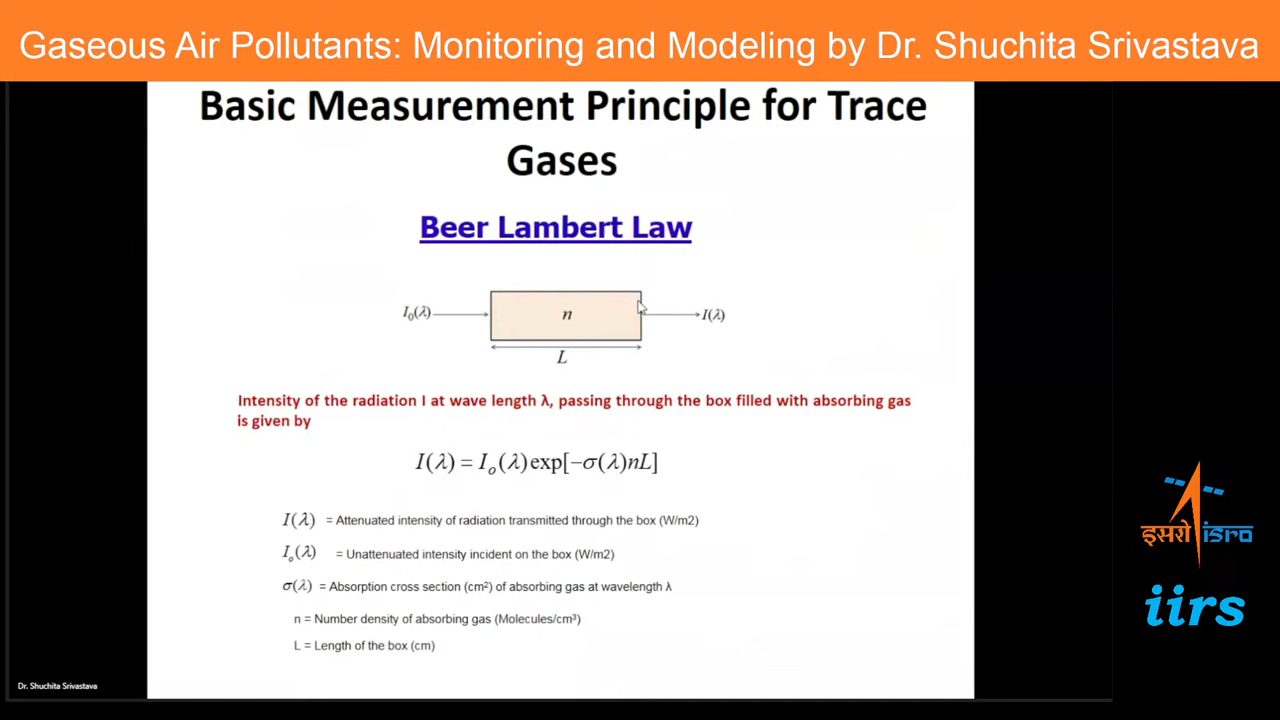 Gaseous Air Pollutants: Monitoring and Modeling by Dr. Shuchita Srivastava
Basic Measurement Principle for Trace
Gases
Beer Lambert Law
I₀(λ) n I(λ)
L
Intensity of the radiation I at wave length λ, passing through the box filled with absorbing gas
is given by
I(λ) = Iₒ(λ)exp[−σ(λ)nL]
I(λ) = Attenuated intensity of radiation transmitted through the box (W/m2)
Iₒ(λ) = Unattenuated intensity incident on the box (W/m2)
σ(λ) = Absorption cross section (cm²) of absorbing gas at wavelength λ
n = Number density of absorbing gas (Molecules/cm³)
L = Length of the box (cm)
Dr. Shuchita Srivastava
इसरो isro
iirs